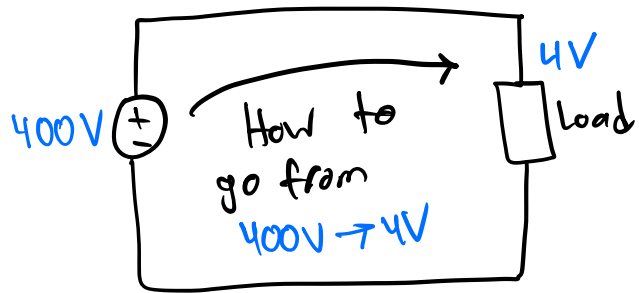 400V
+
-
How to
go from
400V → 4V
4V
Load